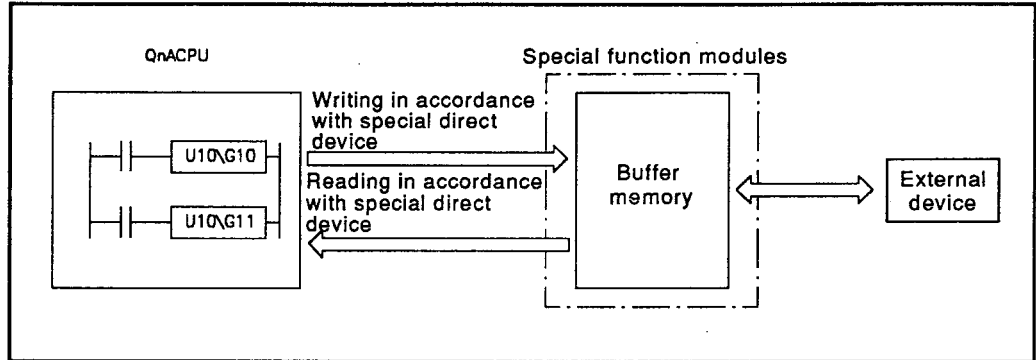 QnACPU
Special function modules
Writing in accordance
with special direct
device
U10\G10
Reading in accordance
with special direct
device
U10\G11
Buffer
memory
External
device